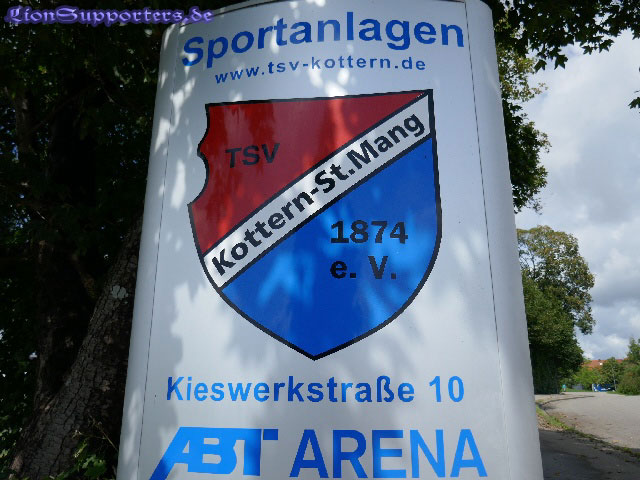 LionSupporters.de
Sportanlagen
www.tsv-kottern.de
TSV
Kottern-St.Mang
1874
e. V.
Kieswerkstraße 10
ABT ARENA